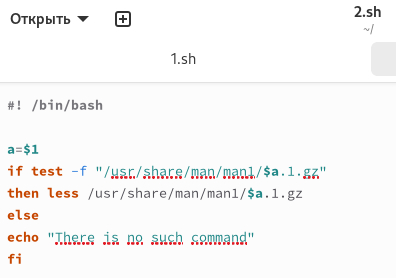 Открыть
2.sh
~/
1.sh
#! /bin/bash
a=$1
if test -f "/usr/share/man/man1/$a.1.gz"
then less /usr/share/man/man1/$a.1.gz
else
echo "There is no such command"
fi